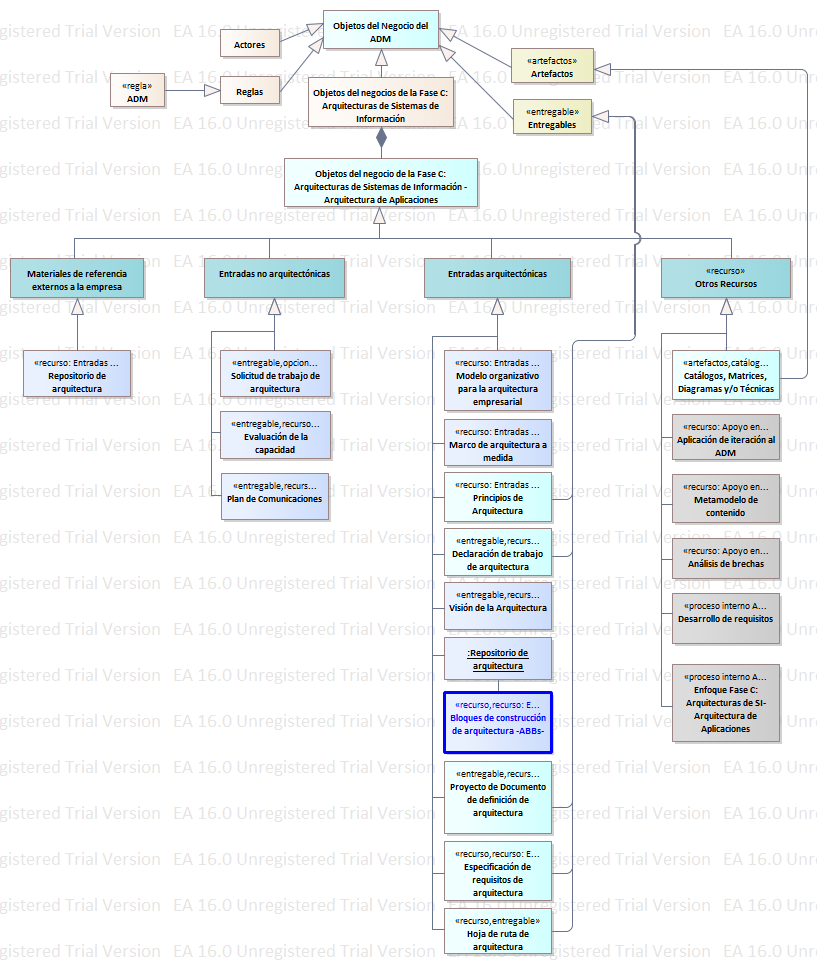 Objetos del Negocio del
ADM
Actores
«regla»
ADM
Reglas
Objetos del negocios de la Fase C:
Arquitecturas de Sistemas de
Información
«artefactos»
Artefactos
«entregable»
Entregables
Objetos del negocio de la Fase C:
Arquitecturas de Sistemas de Información -
Arquitectura de Aplicaciones
Materiales de referencia
externos a la empresa
Entradas no arquitectónicas
Entradas arquitectónicas
«recurso»
Otros Recursos
«recurso: Entradas ...
Repositorio de
arquitectura
«entregable,opcion...
Solicitud de trabajo de
arquitectura
«entregable,recurso...
Evaluación de la
capacidad
«entregable,recurs...
Plan de Comunicaciones
«recurso: Entradas ...
Modelo organizativo
para la arquitectura
empresarial
«recurso: Entradas ...
Marco de arquitectura a
medida
«recurso: Entradas ...
Principios de
Arquitectura
«entregable,recurs...
Declaración de trabajo
de arquitectura
«entregable,recurs...
Visión de la Arquitectura
:Repositorio de
arquitectura
«recurso,recurso: E...
Bloques de construcción
de arquitectura -ABBs-
«entregable,recurs...
Proyecto de Documento
de definición de
arquitectura
«recurso,recurso: E...
Especificación de
requisitos de
arquitectura
«recurso,entregable»
Hoja de ruta de
arquitectura
«artefactos,catálog...
Catálogos, Matrices,
Diagramas y/o Técnicas
«recurso: Apoyo en...
Aplicación de iteración al
ADM
«recurso: Apoyo en...
Metamodelo de
contenido
«recurso: Apoyo en...
Análisis de brechas
«proceso interno A...
Desarrollo de requisitos
«proceso interno A...
Enfoque Fase C:
Arquitecturas de SI-
Arquitectura de
Aplicaciones
EA 16.0 Unregistered Trial Version